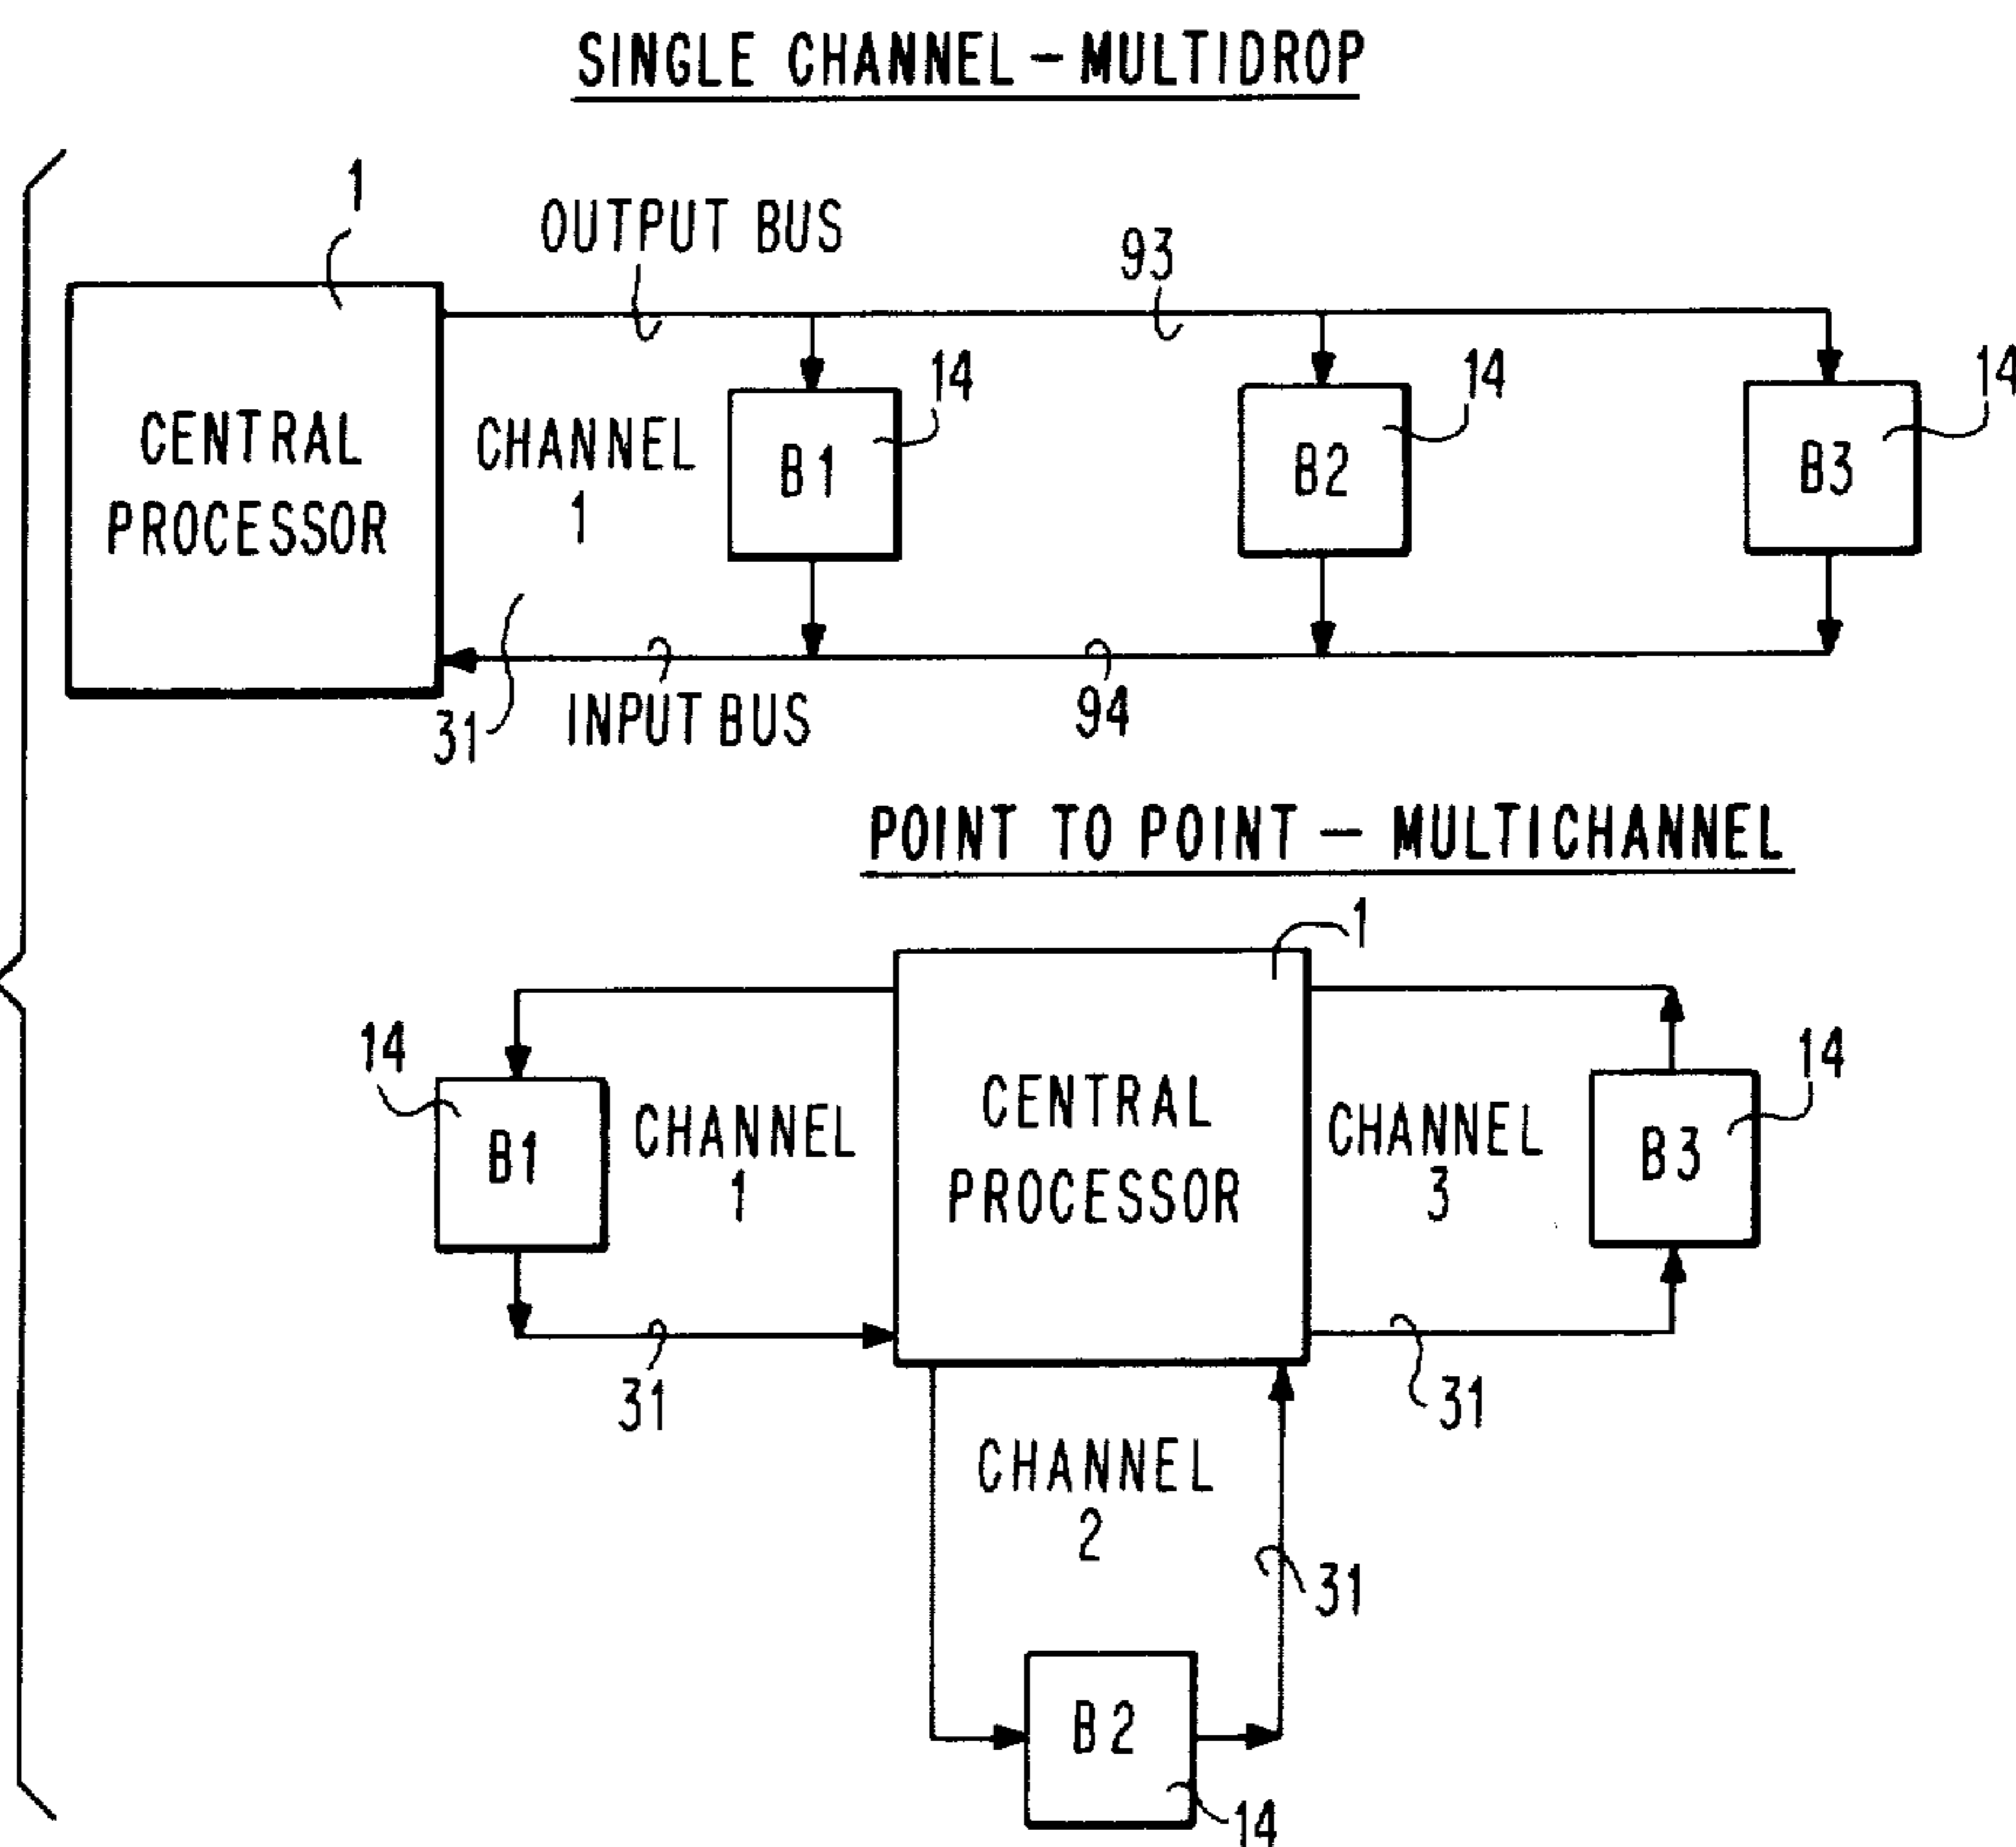 SINGLE CHANNEL – MULTIDROP
1
OUTPUT BUS
93
14
14
14
CENTRAL
PROCESSOR
CHANNEL
1
B1
B2
B3
31
INPUT BUS
94
POINT TO POINT – MULTICHANNEL
1
14
14
B1
CHANNEL
1
CENTRAL
PROCESSOR
CHANNEL
3
B3
31
31
CHANNEL
2
31
B2
14